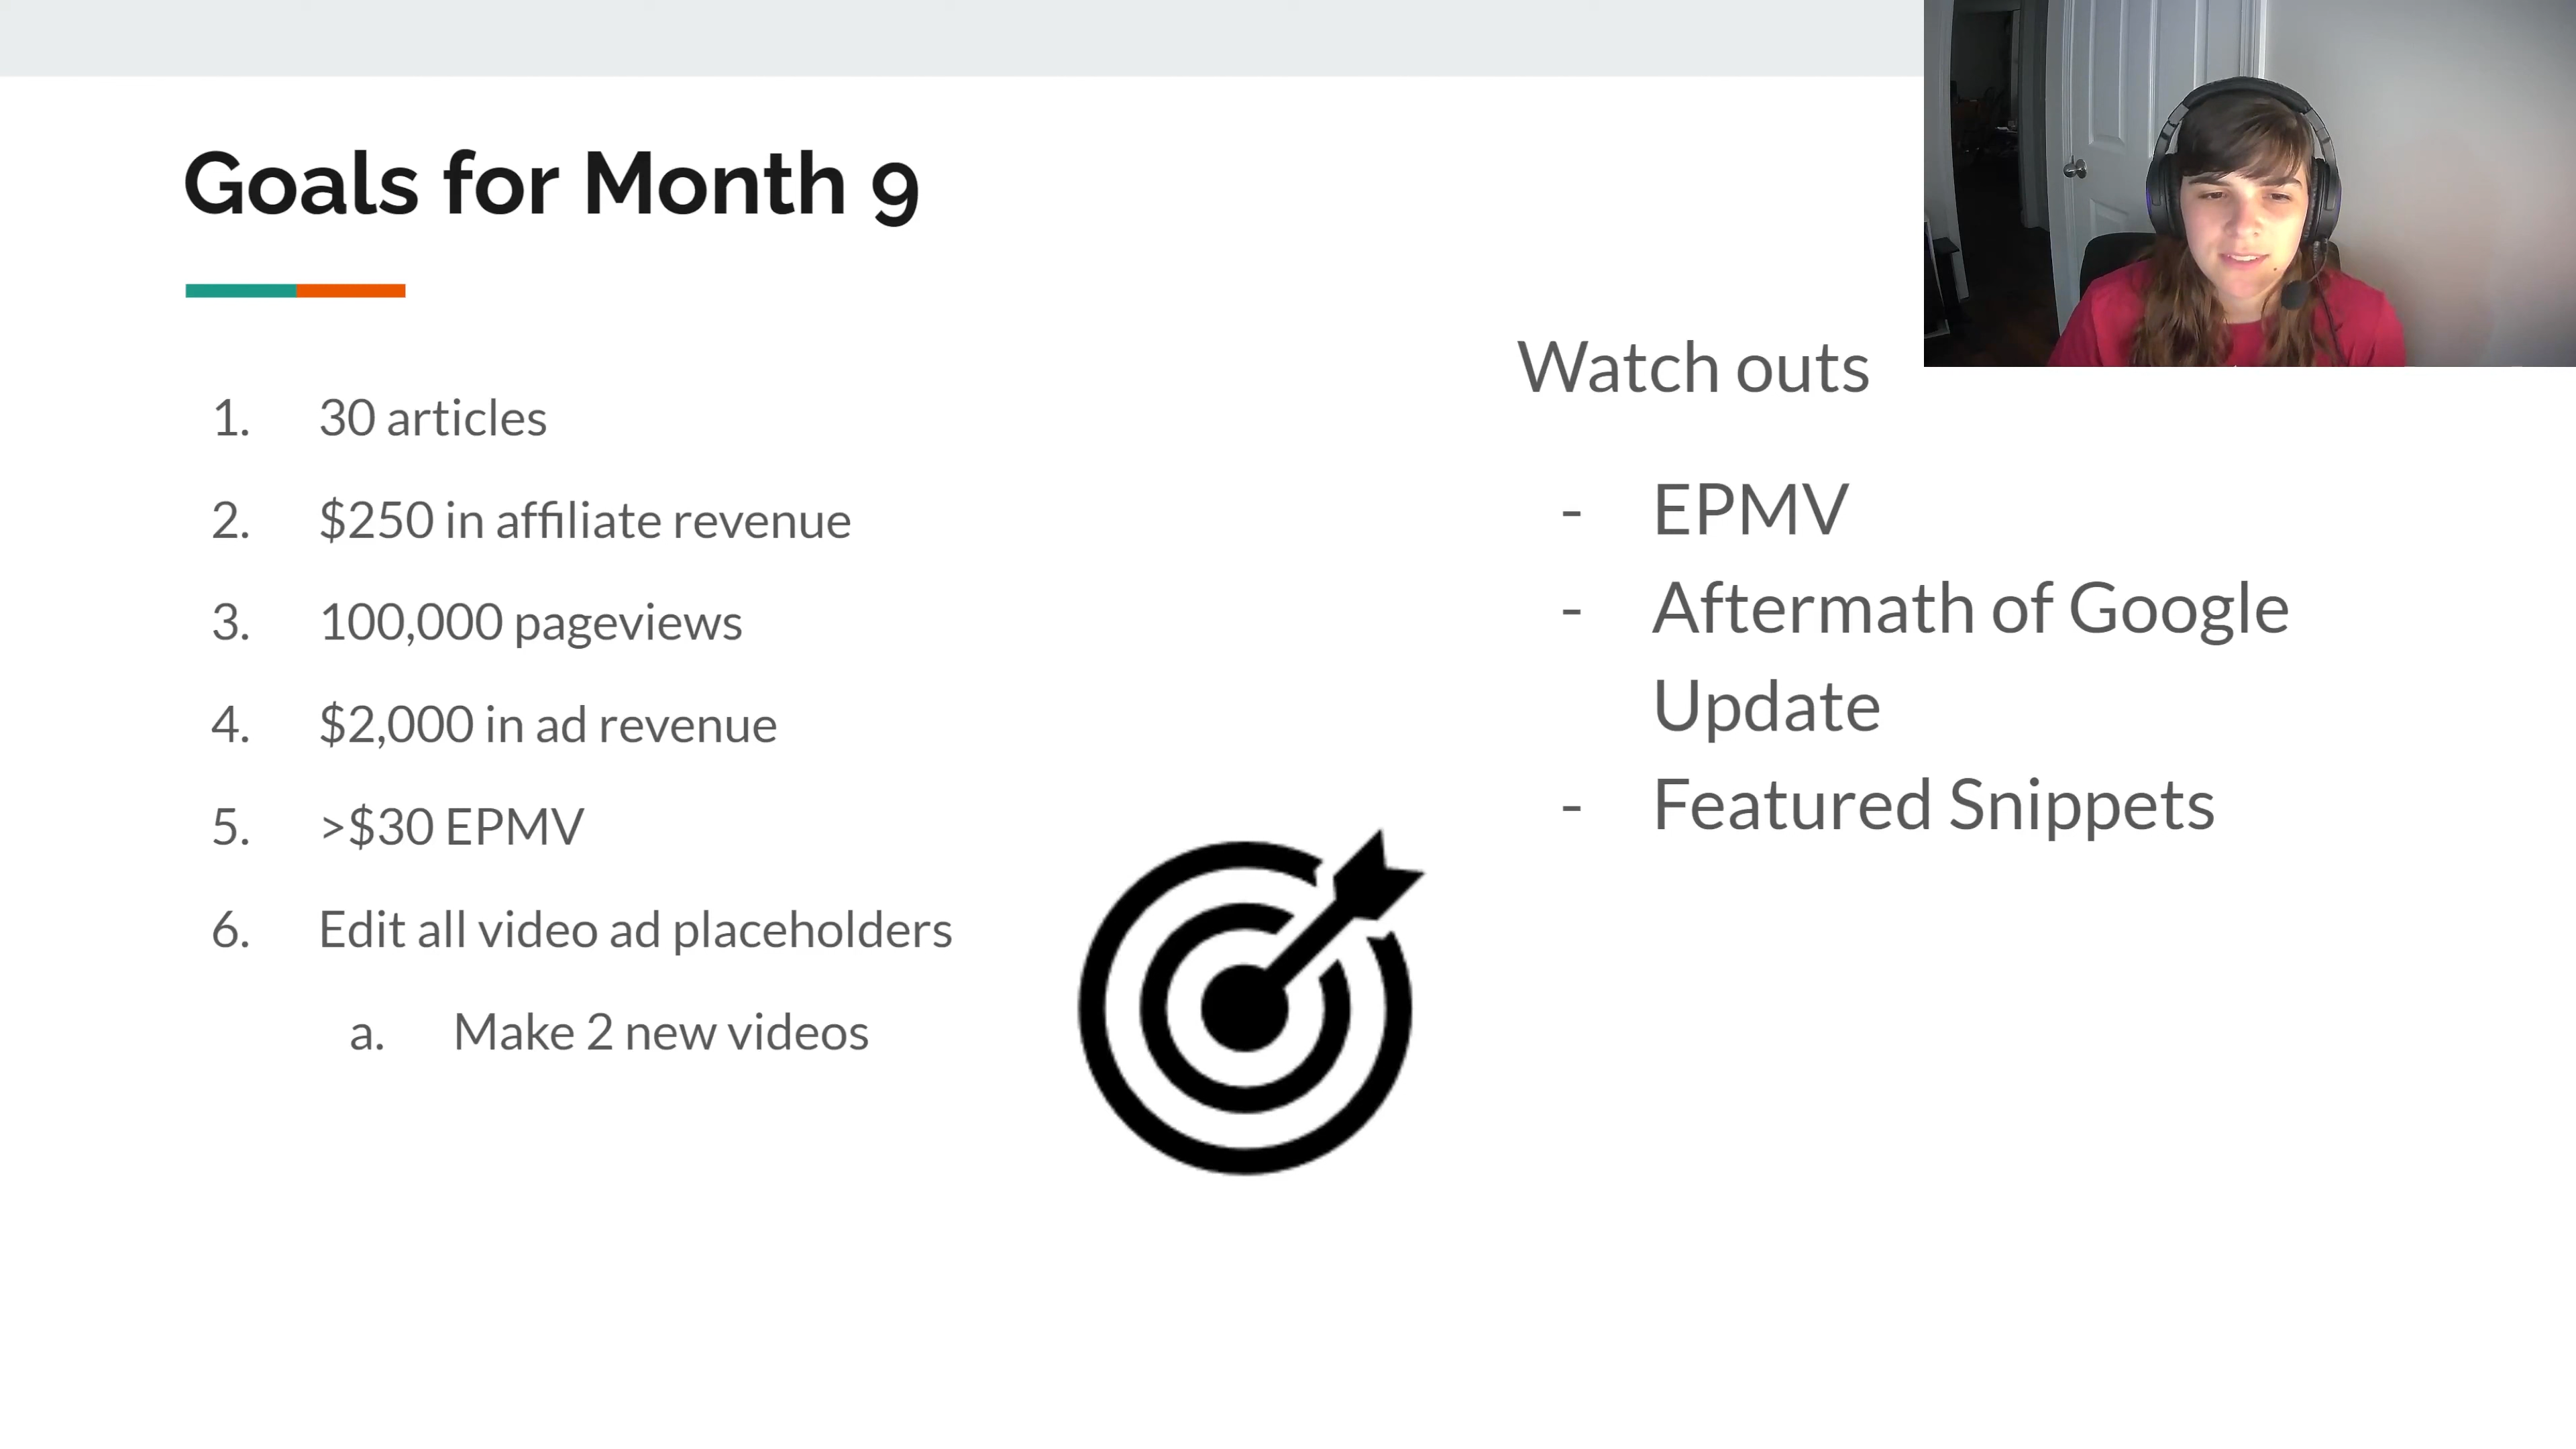 Goals for Month 9
1. 30 articles
2. $250 in affiliate revenue
3. 100,000 pageviews
4. $2,000 in ad revenue
5. >$30 EPMV
6. Edit all video ad placeholders
a. Make 2 new videos
Watch outs
- EPMV
- Aftermath of Google
Update
- Featured Snippets